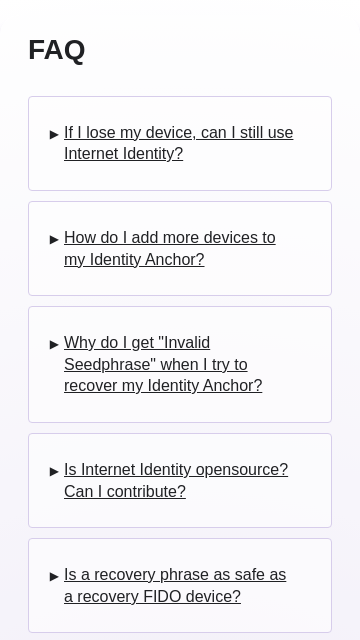 FAQ
▶ If I lose my device, can I still use
Internet Identity?
▶ How do I add more devices to
my Identity Anchor?
▶ Why do I get "Invalid
Seedphrase" when I try to
recover my Identity Anchor?
▶ Is Internet Identity opensource?
Can I contribute?
▶ Is a recovery phrase as safe as
a recovery FIDO device?